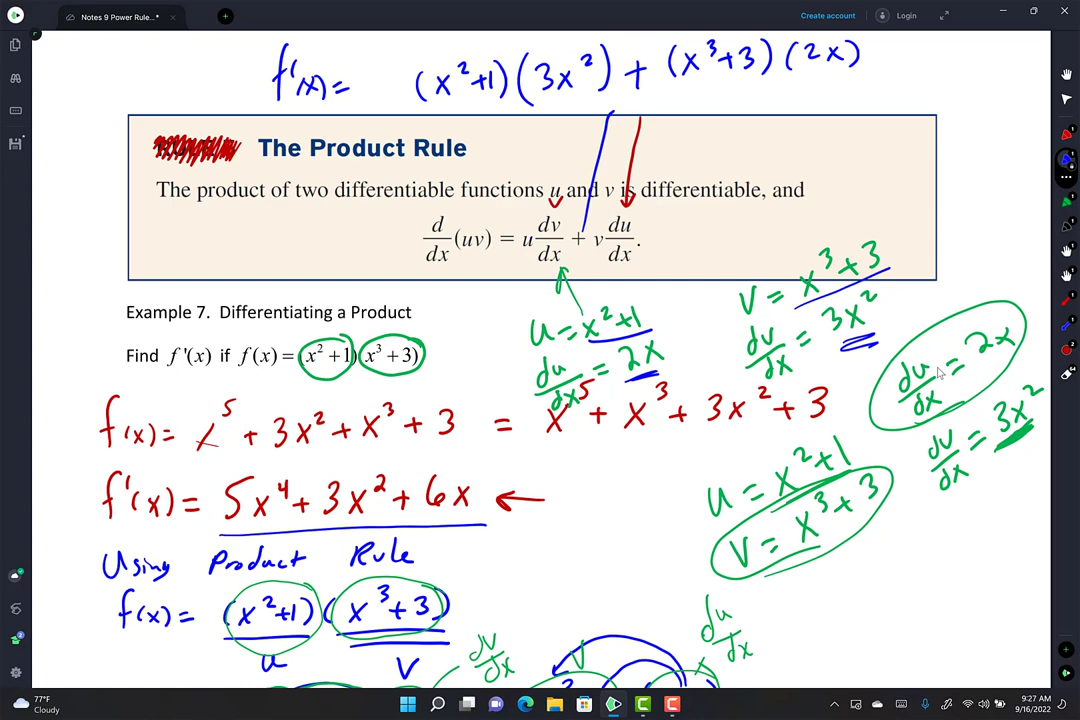 Notes 9 Power Rule...*
Create account
Login
f'(x) = (x²+1)(3x²) + (x³+3)(2x)
The Product Rule
The product of two differentiable functions u and v is differentiable, and
d/dx (uv) = u dv/dx + v du/dx.
Example 7. Differentiating a Product
Find f '(x) if f(x) = (x² + 1)(x³ + 3)
u = x²+1
du/dx = 2x
v = x³+3
dv/dx = 3x²
du/dx = 2x
dv/dx = 3x²
f(x) = x⁵ + 3x² + x³ + 3 = x⁵ + x³ + 3x² + 3
u = x²+1
v = x³+3
f'(x) = 5x⁴ + 3x² + 6x ←
Using Product Rule
f(x) = (x²+1)(x³+3)
u v
dv/dx
v
du/dx
77°F
Cloudy
9:27 AM
9/16/2022